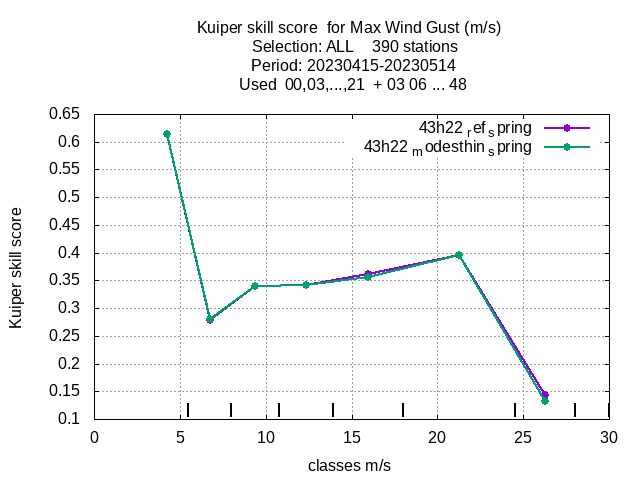 Kuiper skill score  for Max Wind Gust (m/s)
Selection: ALL    390 stations
Period: 20230415-20230514
Used  00,03,...,21  + 03 06 ... 48
0.65
0.6
0.55
0.5
0.45
0.4
0.35
0.3
0.25
0.2
0.15
0.1
Kuiper skill score
43h22 ref spring
43h22 modesthin spring
0 5 10 15 20 25 30
classes m/s